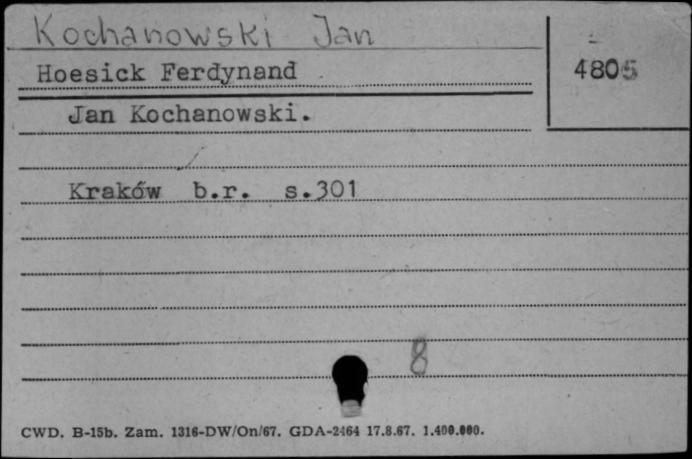 Kochanowski Jan
Hoesick Ferdynand
4805
Jan Kochanowski.
Kraków b.r. s.301
8
CWD. B-15b. Zam. 1316-DW/On/67. GDA-2464 17.8.67. 1.400.000.